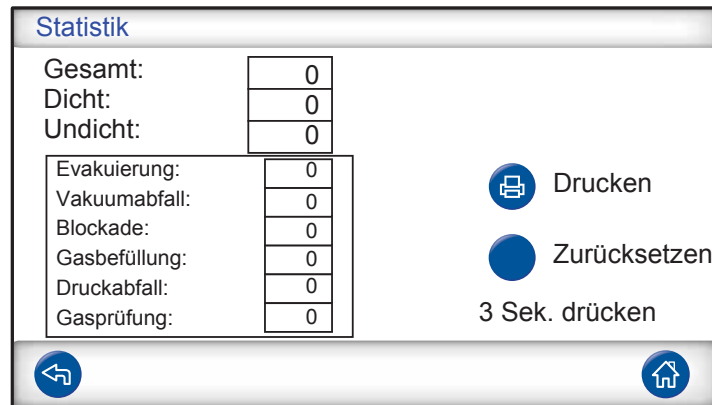 Statistik
Gesamt: 0
Dicht: 0
Undicht: 0
Evakuierung: 0
Vakuumabfall: 0
Blockade: 0
Gasbefüllung: 0
Druckabfall: 0
Gasprüfung: 0
Drucken
Zurücksetzen
3 Sek. drücken